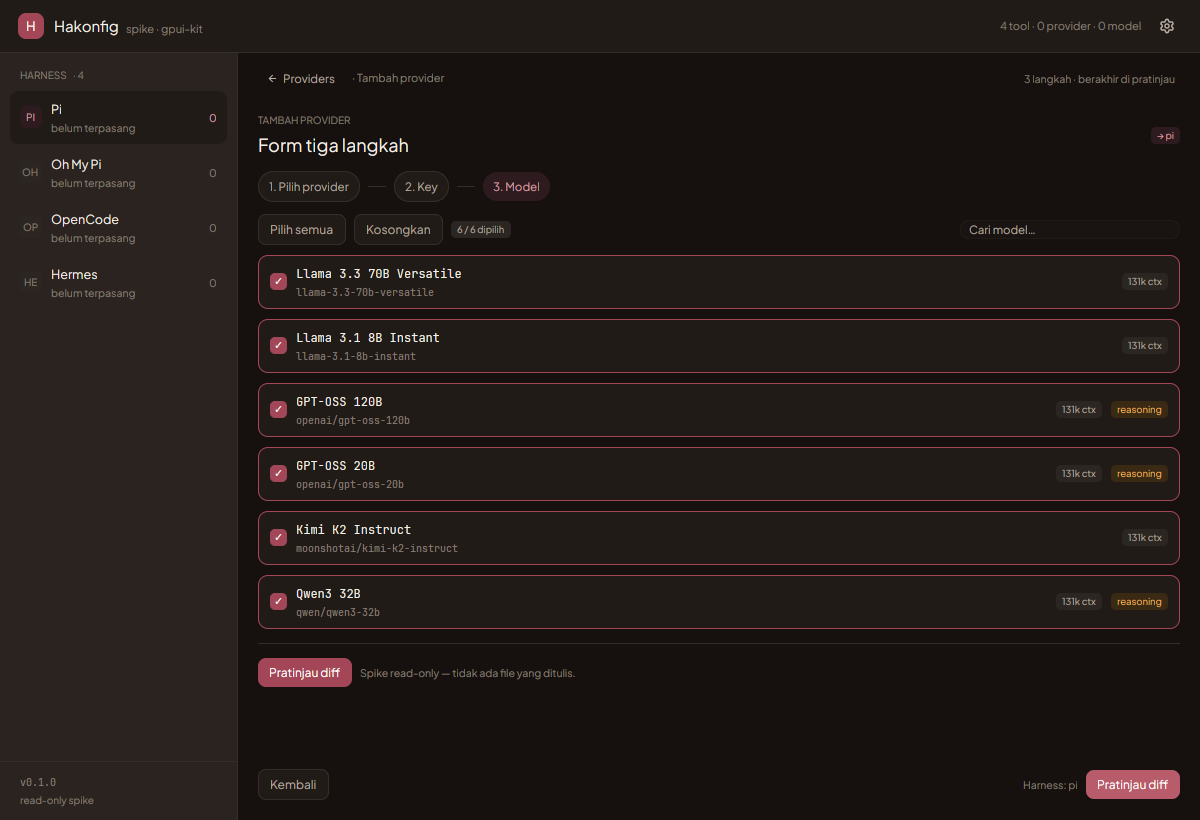 H Hakonfig spike · gpui-kit
4 tool · 0 provider · 0 model
HARNESS · 4
PI Pi 0
belum terpasang
OH Oh My Pi 0
belum terpasang
OP OpenCode 0
belum terpasang
HE Hermes 0
belum terpasang
v0.1.0
read-only spike
← Providers · Tambah provider
3 langkah · berakhir di pratinjau
TAMBAH PROVIDER
Form tiga langkah
→ pi
1. Pilih provider 2. Key 3. Model
Pilih semua Kosongkan 6/6 dipilih Cari model…
✓ Llama 3.3 70B Versatile 131k ctx
llama-3.3-70b-versatile
✓ Llama 3.1 8B Instant 131k ctx
llama-3.1-8b-instant
✓ GPT-OSS 120B 131k ctx reasoning
openai/gpt-oss-120b
✓ GPT-OSS 20B 131k ctx reasoning
openai/gpt-oss-20b
✓ Kimi K2 Instruct 131k ctx
moonshotai/kimi-k2-instruct
✓ Qwen3 32B 131k ctx reasoning
qwen/qwen3-32b
Pratinjau diff Spike read-only — tidak ada file yang ditulis.
Kembali Harness: pi Pratinjau diff